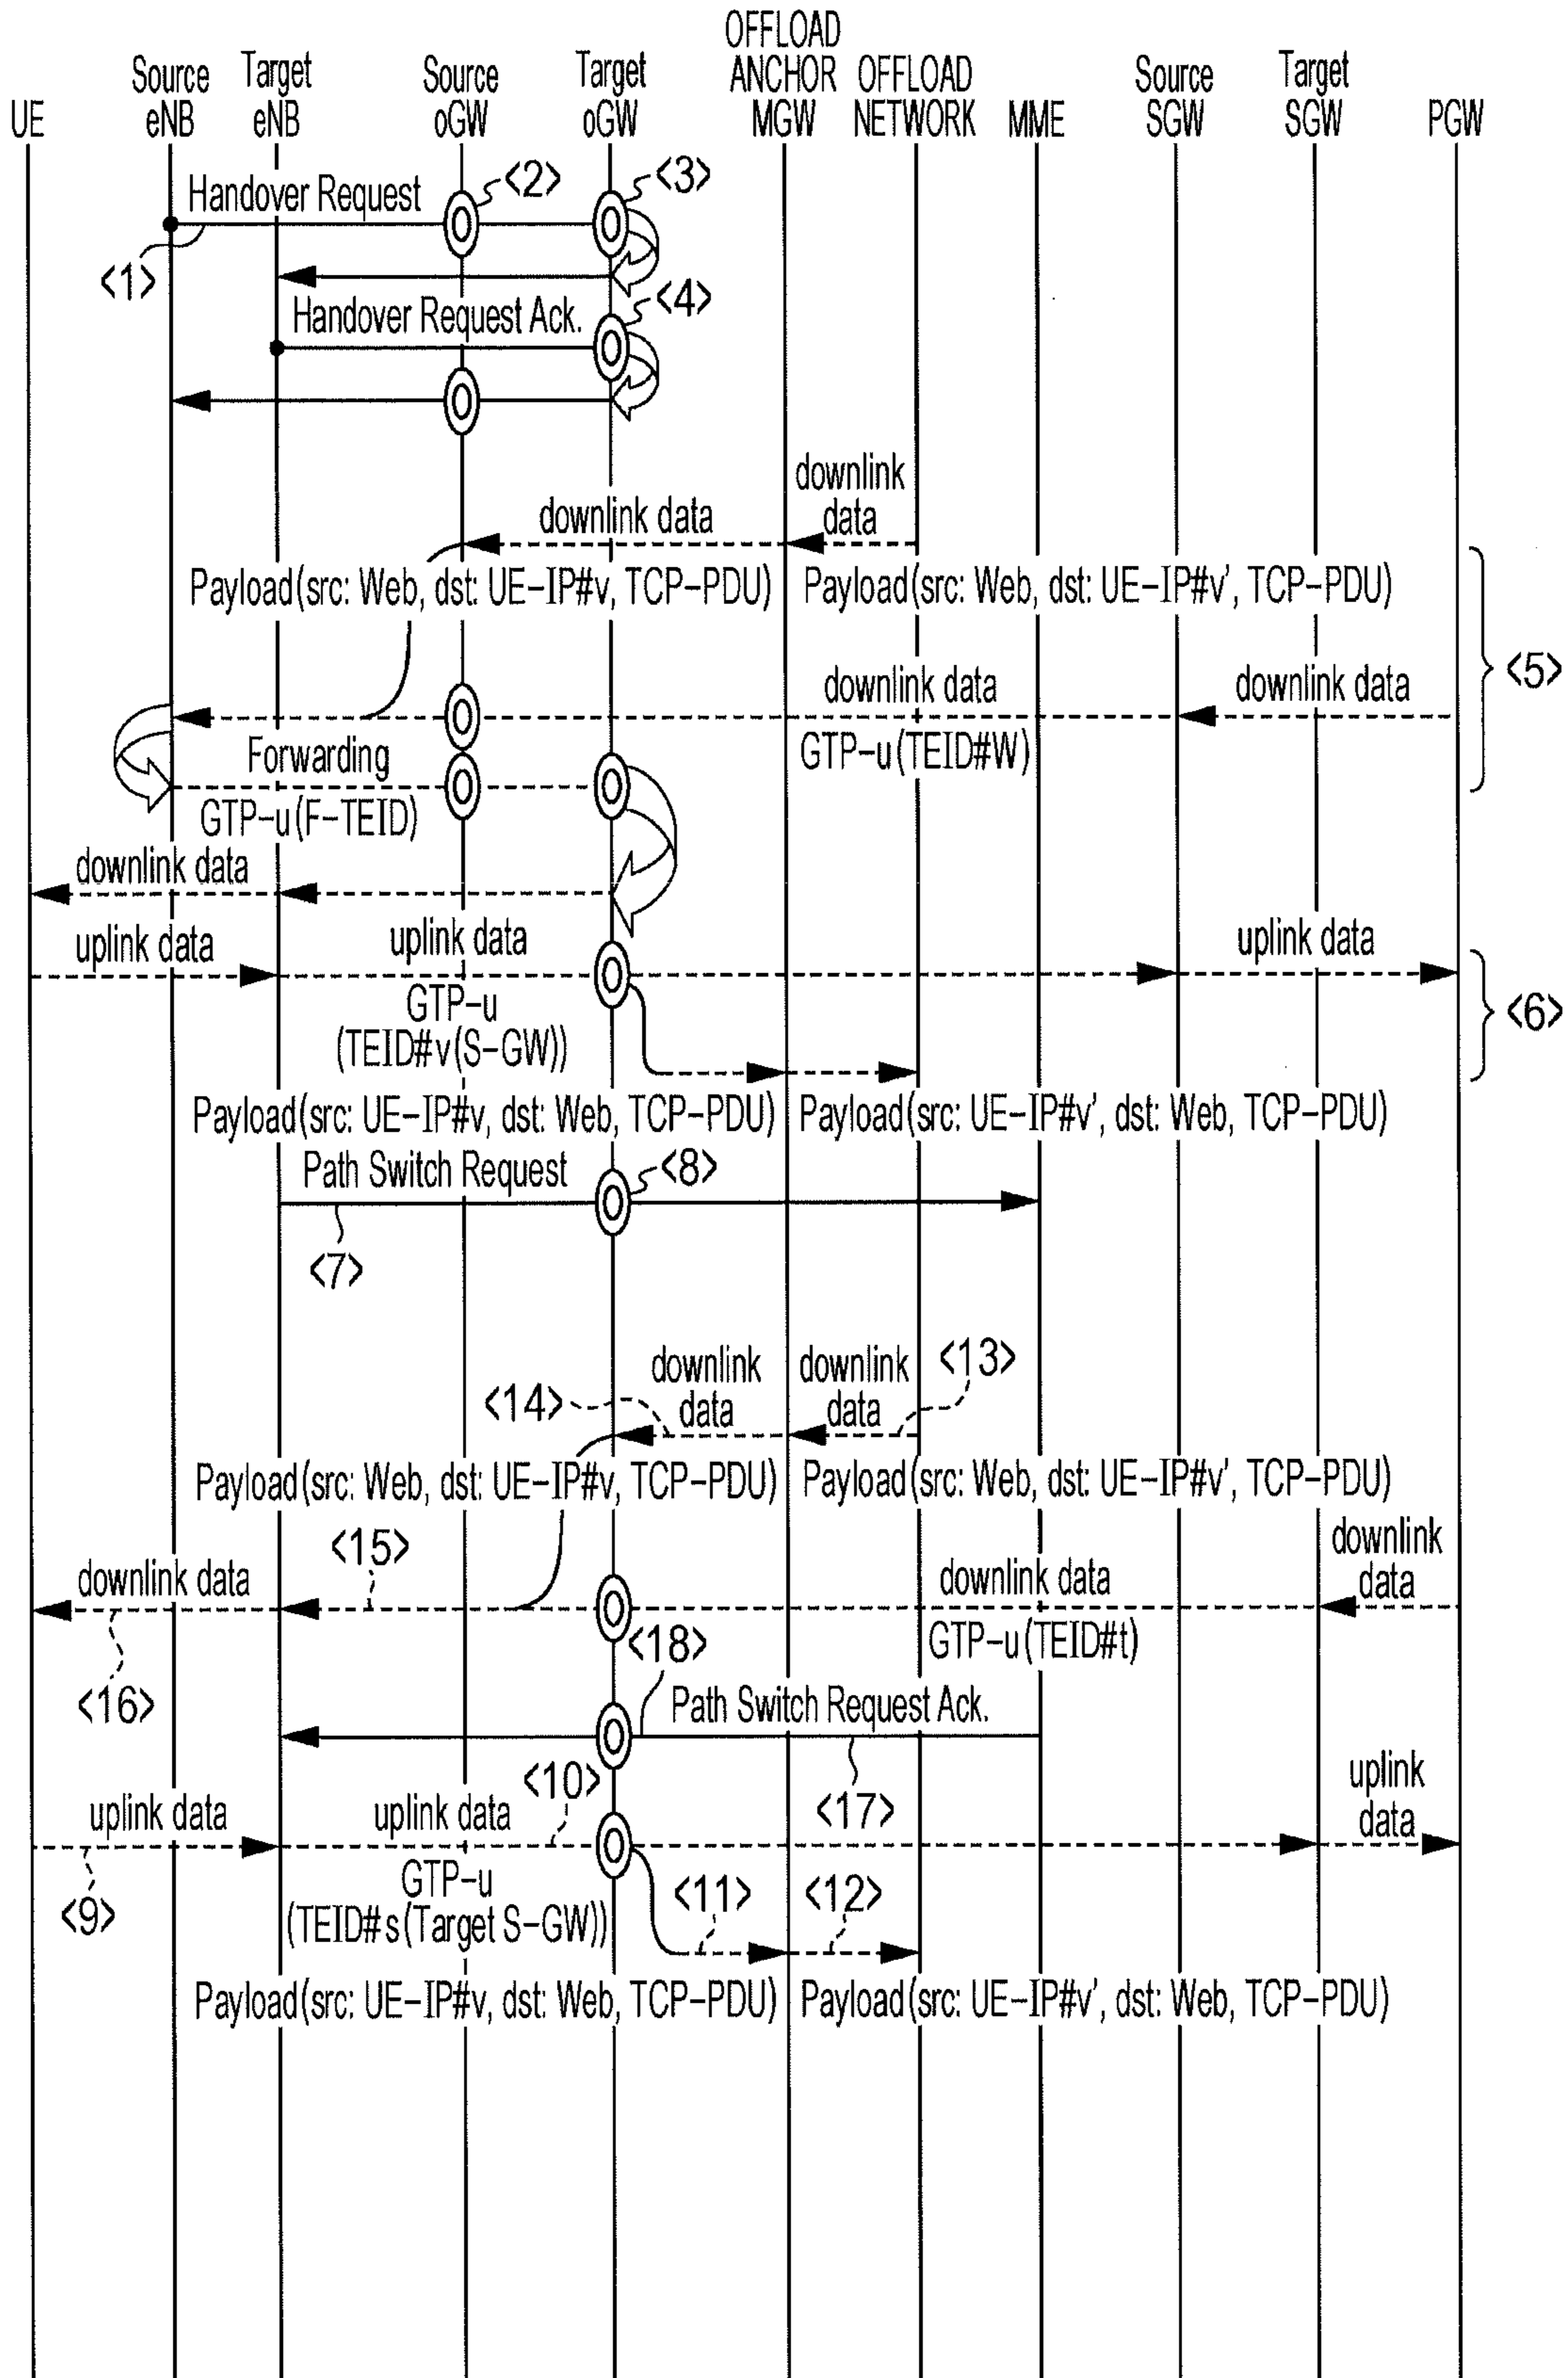 UE
Source
eNB
Target
eNB
Source
oGW
Target
oGW
OFFLOAD
ANCHOR
MGW
OFFLOAD
NETWORK
MME
Source
SGW
Target
SGW
PGW
Handover Request
<2>
<3>
<1>
Handover Request Ack.
<4>
downlink data
downlink
data
Payload(src: Web, dst: UE-IP#v, TCP-PDU)
Payload(src: Web, dst: UE-IP#v', TCP-PDU)
<5>
downlink data
downlink data
GTP-u(TEID#W)
Forwarding
GTP-u(F-TEID)
downlink data
uplink data
uplink data
uplink data
GTP-u
(TEID#v(S-GW))
<6>
Payload(src: UE-IP#v, dst: Web, TCP-PDU)
Payload(src: UE-IP#v', dst: Web, TCP-PDU)
Path Switch Request
<8>
<7>
<14>
downlink
data
downlink
data
<13>
Payload(src: Web, dst: UE-IP#v, TCP-PDU)
Payload(src: Web, dst: UE-IP#v', TCP-PDU)
downlink data
<15>
downlink data
downlink
data
GTP-u(TEID#t)
<16>
<18>
Path Switch Request Ack.
<17>
uplink data
uplink data
<10>
uplink
data
<9>
GTP-u
(TEID#s(Target S-GW))
<11>
<12>
Payload(src: UE-IP#v, dst: Web, TCP-PDU)
Payload(src: UE-IP#v', dst: Web, TCP-PDU)